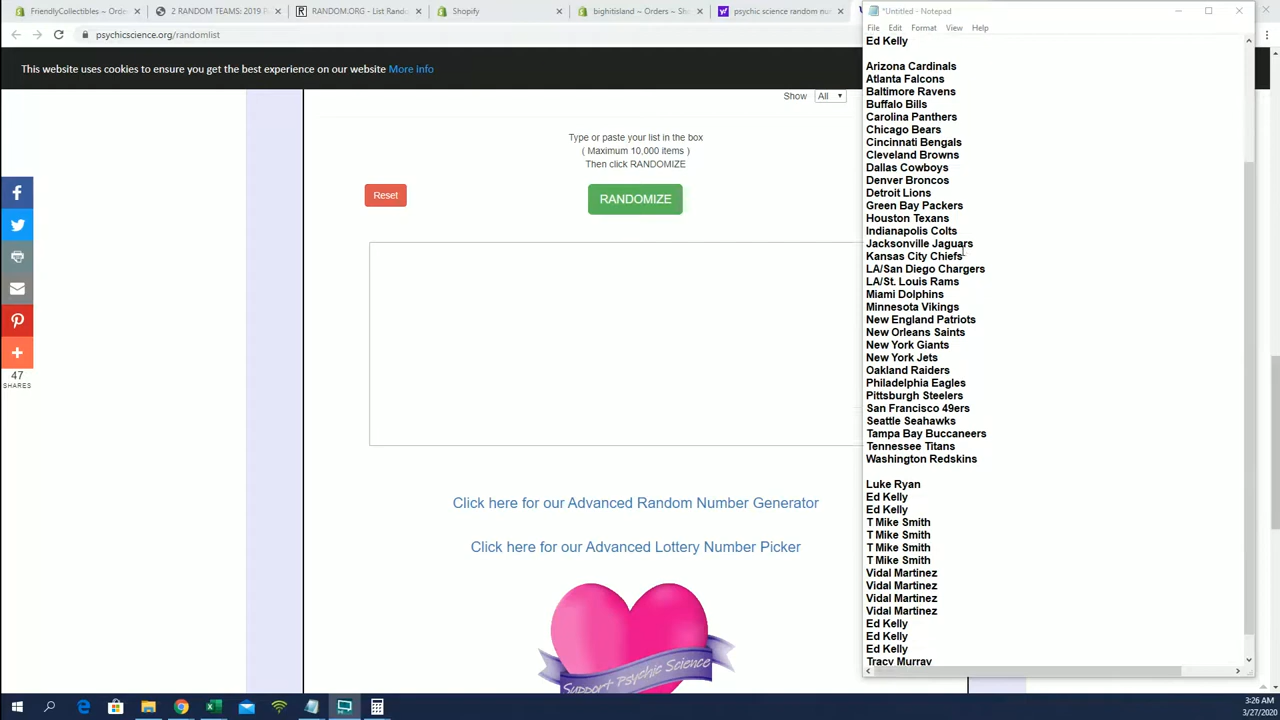 FriendlyCollectibles ~ Orders
2 RANDOM TEAMS: 2019 P
RANDOM.ORG - List Rando
Shopify
bighitisland ~ Orders ~ Sho
psychic science random num
psychicscience.org/randomlist
This website uses cookies to ensure you get the best experience on our website More info
Show All
Type or paste your list in the box
( Maximum 10,000 items )
Then click RANDOMIZE
Reset
RANDOMIZE
47
SHARES
Click here for our Advanced Random Number Generator
Click here for our Advanced Lottery Number Picker
Support Psychic Science
*Untitled - Notepad
File Edit Format View Help
Ed Kelly
Arizona Cardinals
Atlanta Falcons
Baltimore Ravens
Buffalo Bills
Carolina Panthers
Chicago Bears
Cincinnati Bengals
Cleveland Browns
Dallas Cowboys
Denver Broncos
Detroit Lions
Green Bay Packers
Houston Texans
Indianapolis Colts
Jacksonville Jaguars
Kansas City Chiefs
LA/San Diego Chargers
LA/St. Louis Rams
Miami Dolphins
Minnesota Vikings
New England Patriots
New Orleans Saints
New York Giants
New York Jets
Oakland Raiders
Philadelphia Eagles
Pittsburgh Steelers
San Francisco 49ers
Seattle Seahawks
Tampa Bay Buccaneers
Tennessee Titans
Washington Redskins
Luke Ryan
Ed Kelly
Ed Kelly
T Mike Smith
T Mike Smith
T Mike Smith
T Mike Smith
Vidal Martinez
Vidal Martinez
Vidal Martinez
Vidal Martinez
Ed Kelly
Ed Kelly
Ed Kelly
Tracy Murray
3:26 AM
3/27/2020